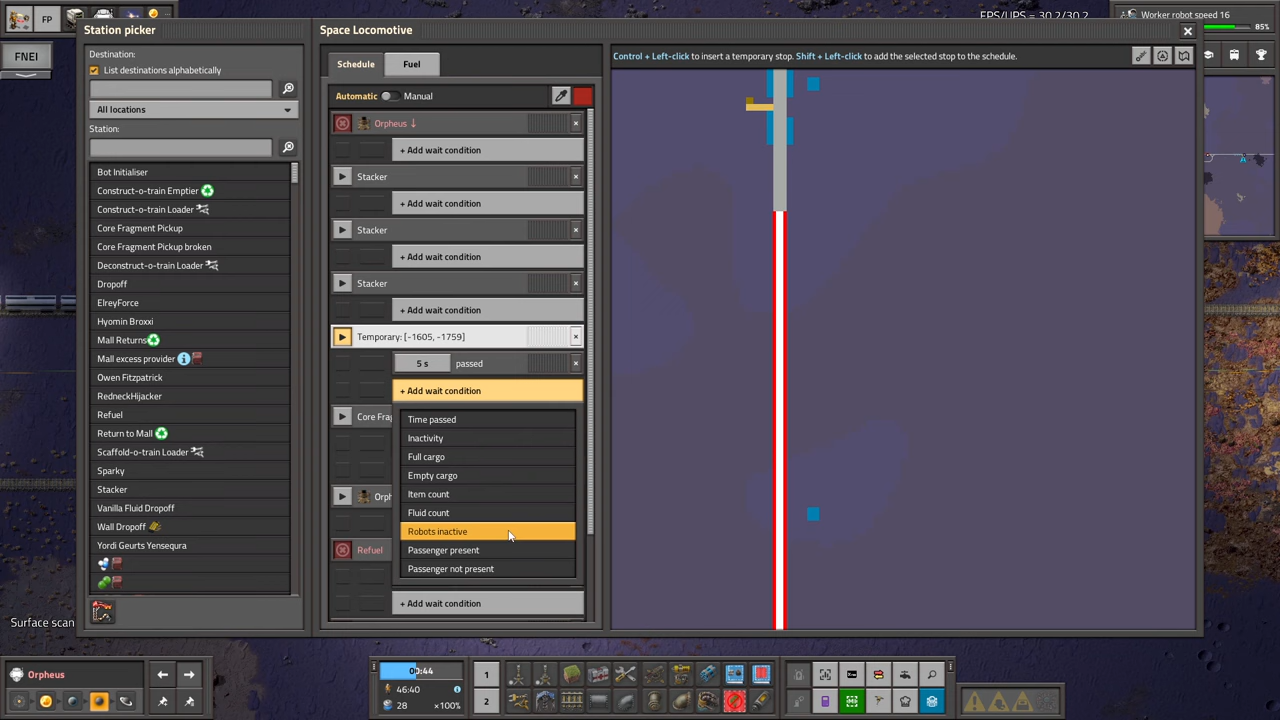 FP
FNEI
Station picker
Destination:
List destinations alphabetically
All locations
Station:
Bot Initialiser
Construct-o-train Emptier
Construct-o-train Loader
Core Fragment Pickup
Core Fragment Pickup broken
Deconstruct-o-train Loader
Dropoff
ElreyForce
Hyomin Broxxi
Mall Returns
Mall excess provider
Owen Fitzpatrick
RedneckHijacker
Refuel
Return to Mall
Scaffold-o-train Loader
Sparky
Stacker
Vanilla Fluid Dropoff
Wall Dropoff
Yordi Geurts Yensequra
Space Locomotive
Schedule
Fuel
Automatic
Manual
Orpheus ↓
+ Add wait condition
Stacker
+ Add wait condition
Stacker
+ Add wait condition
Stacker
+ Add wait condition
Temporary: [-1605, -1759]
5 s passed
+ Add wait condition
Time passed
Inactivity
Full cargo
Empty cargo
Item count
Fluid count
Robots inactive
Passenger present
Passenger not present
Core Frag
Orph
Refuel
+ Add wait condition
Control + Left-click to insert a temporary stop. Shift + Left-click to add the selected stop to the schedule.
FPS/UPS = 30.2/30.2
Worker robot speed 16
85%
Surface scan
Orpheus
00:44
46:40
28
×100%
1
2